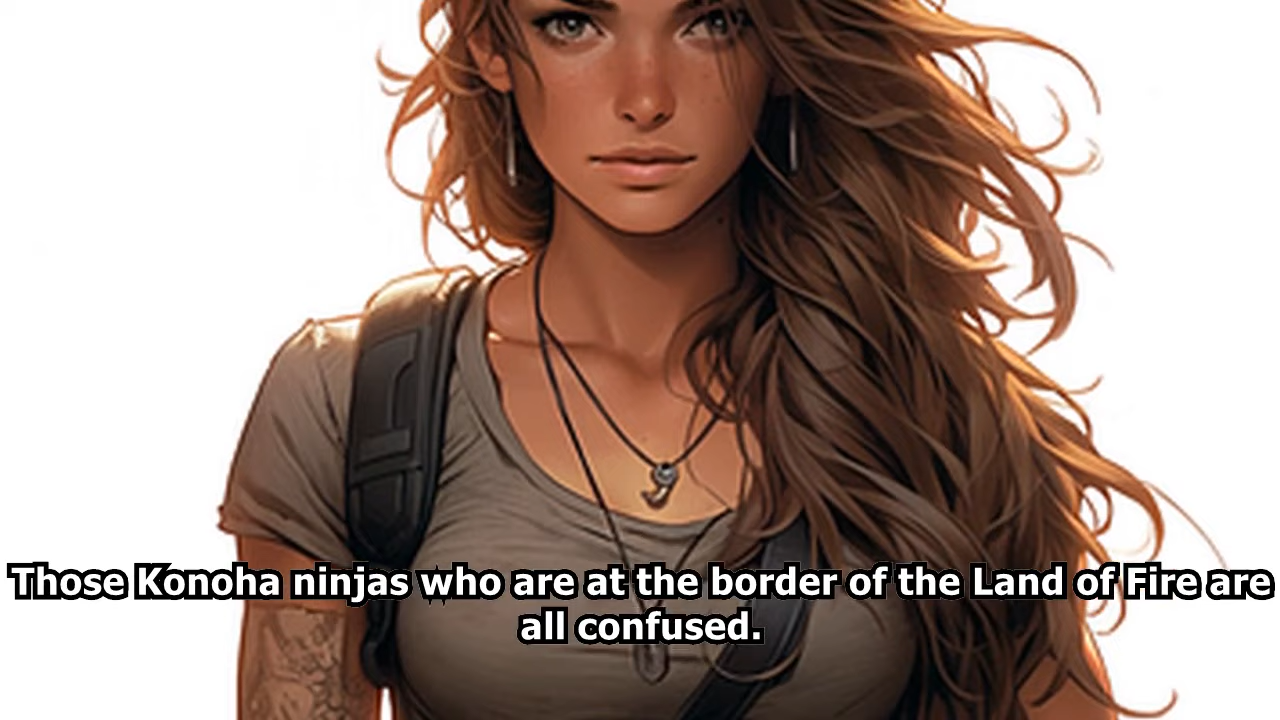 Those Konoha ninjas who are at the border of the Land of Fire are
all confused.